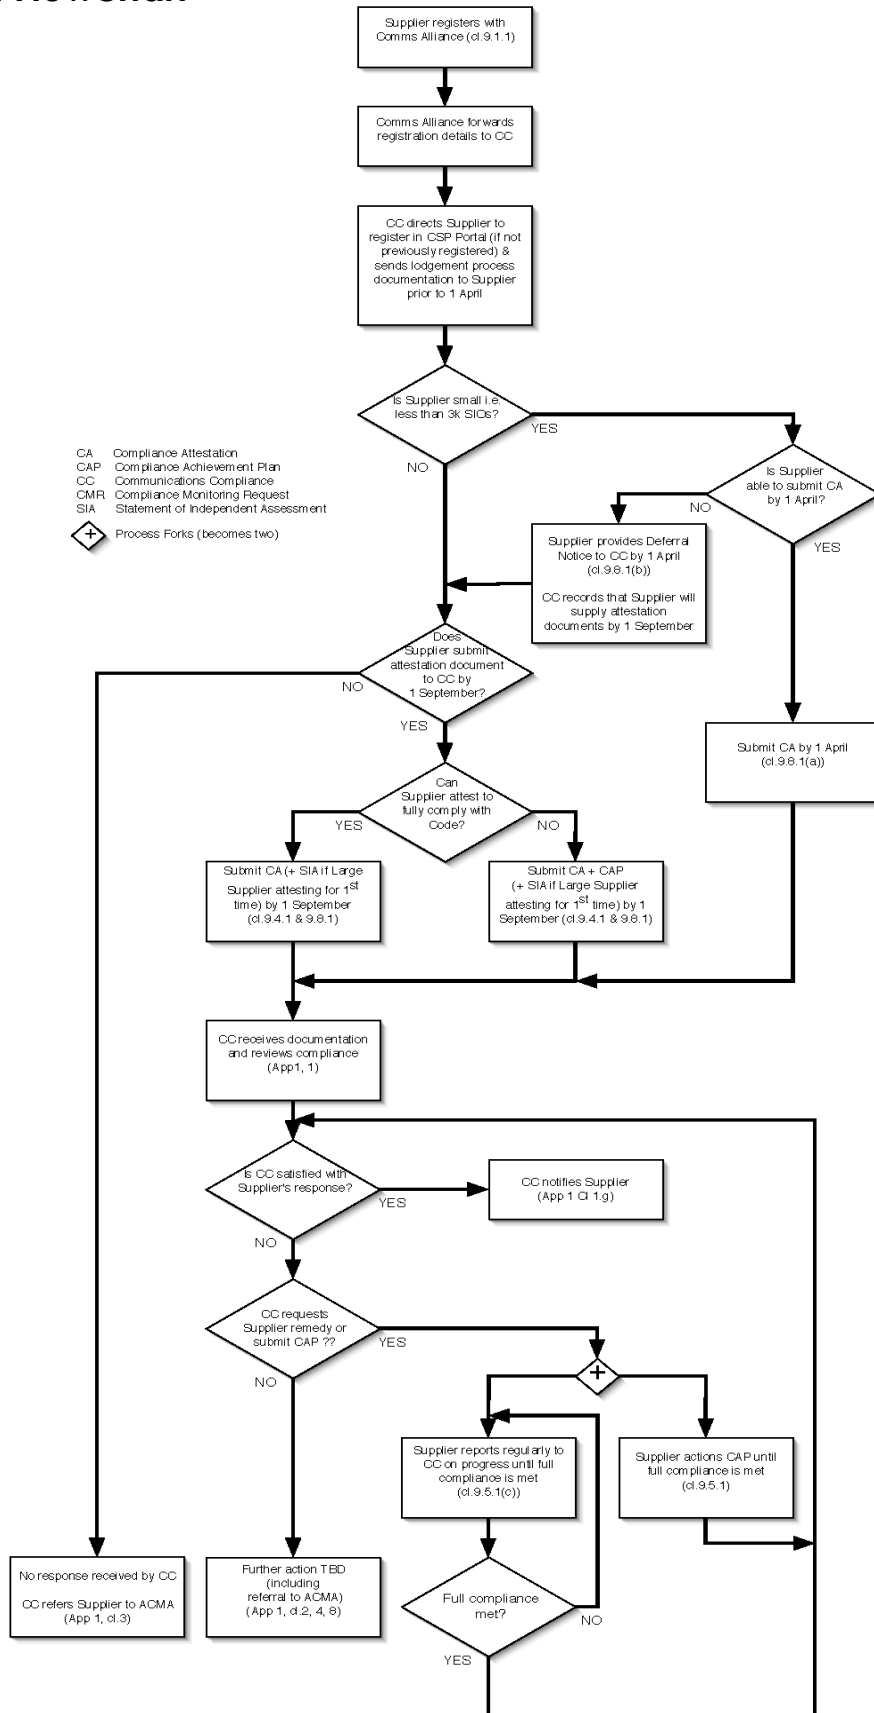 Flowchart
Supplier registers with
Comms Alliance (cl.9.1.1)
Comms Alliance forwards
registration details to CC
CC directs Supplier to
register in CSP Portal (if not
previously registered) &
sends lodgement process
documentation to Supplier
prior to 1 April
Is Supplier small i.e.
less than 3k SIOs?
YES
NO
CA Compliance Attestation
CAP Compliance Achievement Plan
CC Communications Compliance
CMR Compliance Monitoring Request
SIA Statement of Independent Assessment
+ Process Forks (becomes two)
Is Supplier
able to submit CA
by 1 April?
NO
YES
Supplier provides Deferral
Notice to CC by 1 April
(cl.9.8.1(b))
CC records that Supplier will
supply attestation
documents by 1 September
Does
Supplier submit
attestation document
to CC by
1 September?
NO
YES
Submit CA by 1 April
(cl.9.8.1(a))
Can
Supplier attest to
fully comply with
Code?
YES
NO
Submit CA (+ SIA if Large
Supplier attesting for 1st
time) by 1 September
(cl.9.4.1 & 9.8.1)
Submit CA + CAP
(+ SIA if Large Supplier
attesting for 1st time) by 1
September (cl.9.4.1 & 9.8.1)
CC receives documentation
and reviews compliance
(App1, 1)
Is CC satisfied with
Supplier's response?
YES
NO
CC notifies Supplier
(App 1 Cl 1.g)
CC requests
Supplier remedy or
submit CAP ??
YES
NO
+
Supplier reports regularly to
CC on progress until full
compliance is met
(cl.9.5.1(c))
Supplier actions CAP until
full compliance is met
(cl.9.5.1)
No response received by CC
CC refers Supplier to ACMA
(App 1, cl.3)
Further action TBD
(including
referral to ACMA)
(App 1, cl.2, 4, 8)
Full compliance
met?
NO
YES